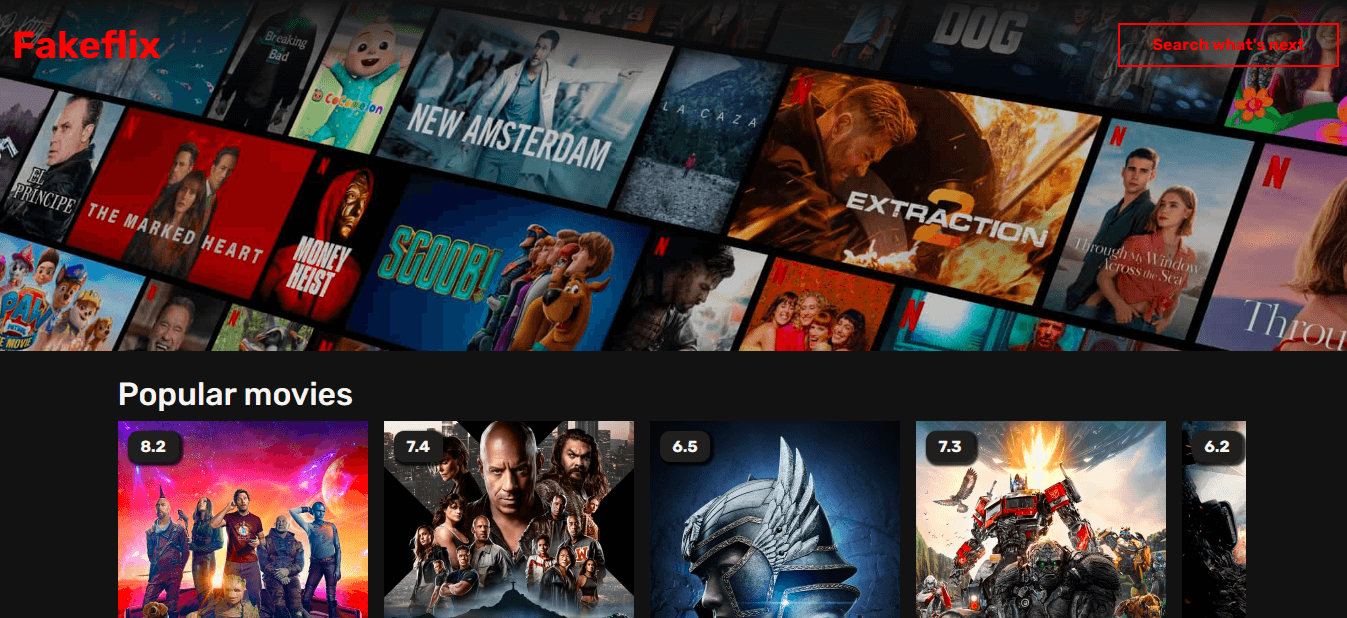 Fakeflix
Search what's next
Breaking
Bad
CoComelon
NEW AMSTERDAM
DOG
LA CAZA
EL
PRÍNCIPE
THE MARKED HEART
MONEY
HEIST
SCOOB!
EXTRACTION
2
Through My Window
Across the Sea
N
Throu
PAW
PATROL
E MOVIE
Popular movies
8.2
7.4
6.5
7.3
6.2